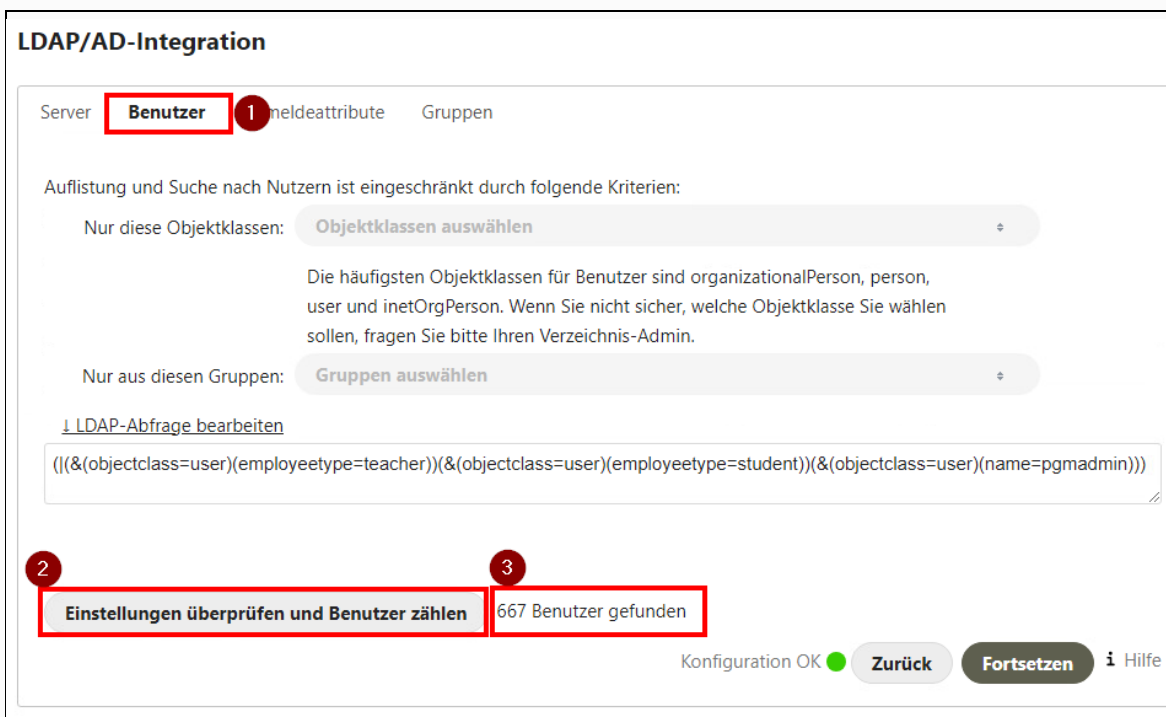 LDAP/AD-Integration
Server Benutzer 1 meldeattribute Gruppen
Auflistung und Suche nach Nutzern ist eingeschränkt durch folgende Kriterien:
Nur diese Objektklassen: Objektklassen auswählen
Die häufigsten Objektklassen für Benutzer sind organizationalPerson, person,
user und inetOrgPerson. Wenn Sie nicht sicher, welche Objektklasse Sie wählen
sollen, fragen Sie bitte Ihren Verzeichnis-Admin.
Nur aus diesen Gruppen: Gruppen auswählen
↓ LDAP-Abfrage bearbeiten
(|(&(objectclass=user)(employeetype=teacher))(&(objectclass=user)(employeetype=student))(&(objectclass=user)(name=pgmadmin)))
2 3
Einstellungen überprüfen und Benutzer zählen 667 Benutzer gefunden
Konfiguration OK Zurück Fortsetzen i Hilfe